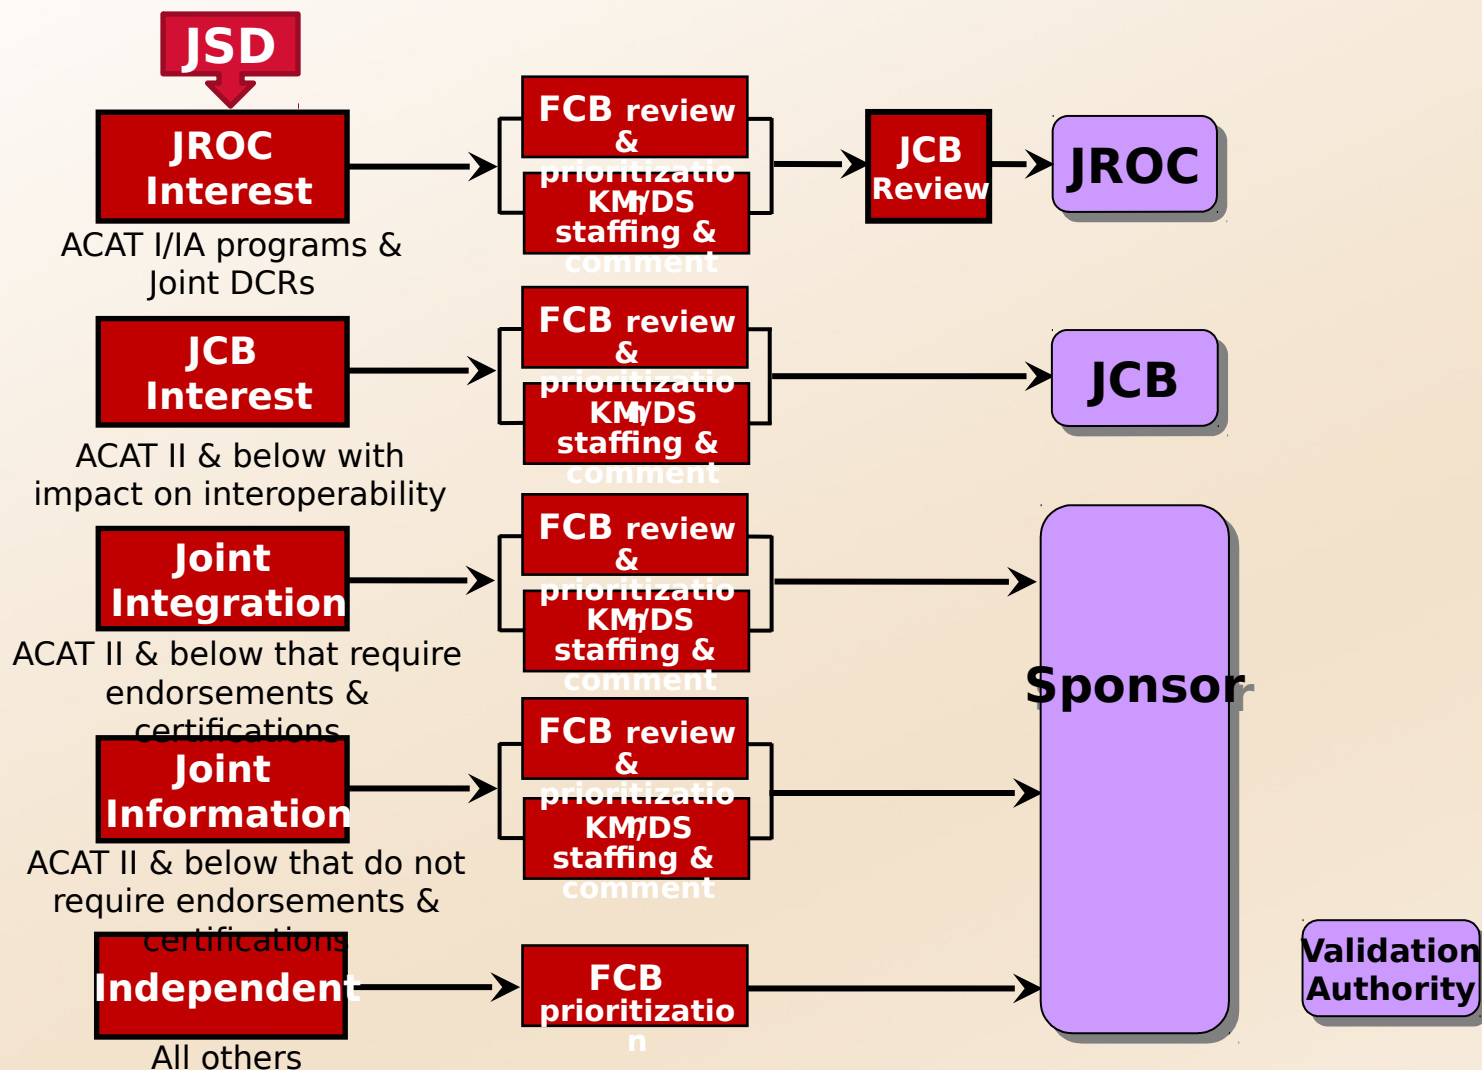 JSD
JROC
Interest
ACAT I/IA programs &
Joint DCRs
FCB review
&
prioritizatio
n
KM/DS
staffing &
comment
JCB
Review
JROC
JCB
Interest
ACAT II & below with
impact on interoperability
FCB review
&
prioritizatio
n
KM/DS
staffing &
comment
JCB
Joint
Integration
ACAT II & below that require
endorsements &
certifications
FCB review
&
prioritizatio
n
KM/DS
staffing &
comment
Sponsor
Joint
Information
ACAT II & below that do not
require endorsements &
certifications
FCB review
&
prioritizatio
n
KM/DS
staffing &
comment
Independent
All others
FCB
prioritizatio
n
Validation
Authority